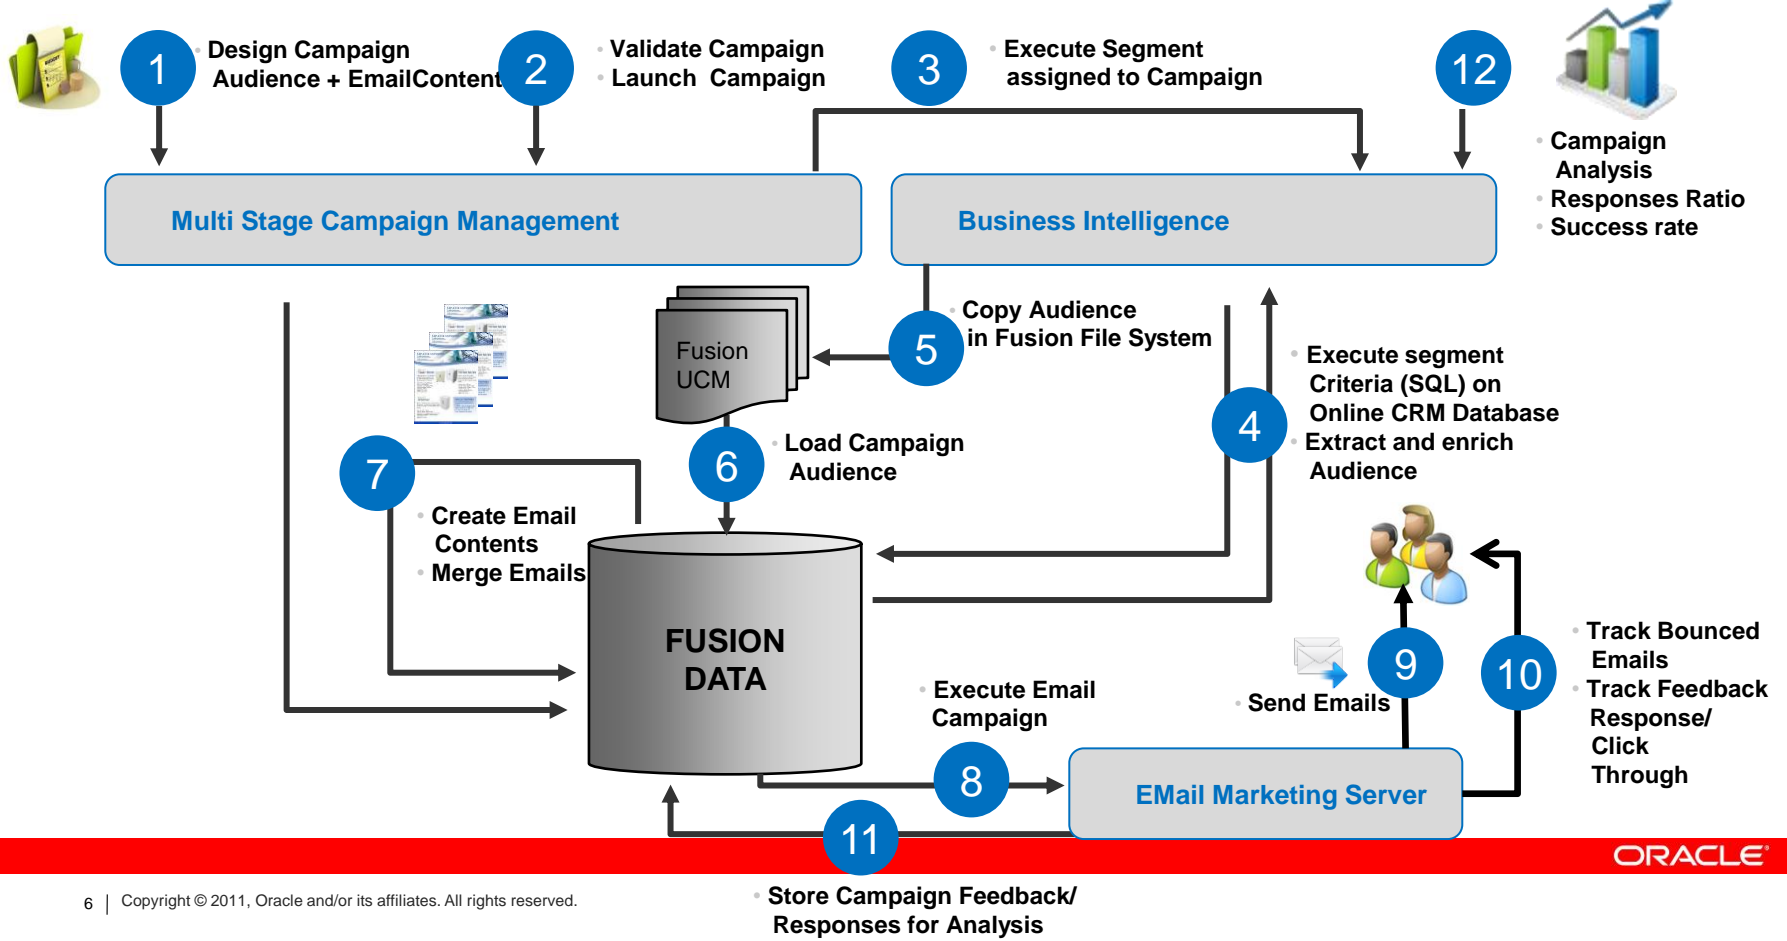 1
Design Campaign
Audience + EmailContent
2
Validate Campaign
Launch Campaign
3
Execute Segment
assigned to Campaign
12
Campaign
Analysis
Responses Ratio
Success rate
Multi Stage Campaign Management
Business Intelligence
Fusion
UCM
5
Copy Audience
in Fusion File System
4
Execute segment
Criteria (SQL) on
Online CRM Database
Extract and enrich
Audience
6
Load Campaign
Audience
7
Create Email
Contents
Merge Emails
FUSION
DATA
8
Execute Email
Campaign
9
Send Emails
10
Track Bounced
Emails
Track Feedback
Response/
Click
Through
EMail Marketing Server
11
Store Campaign Feedback/
Responses for Analysis
ORACLE
6 | Copyright © 2011, Oracle and/or its affiliates. All rights reserved.